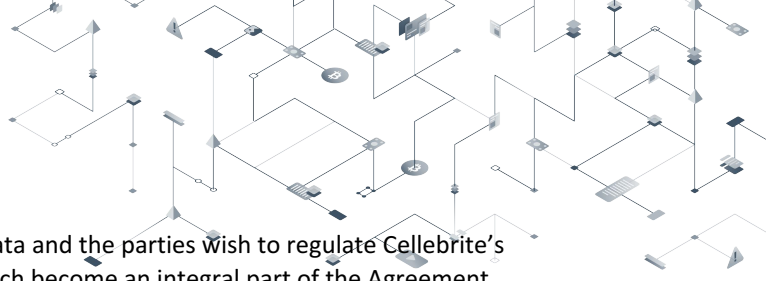 ata and the parties wish to regulate Cellebrite's
ch become an integral part of the Agreement